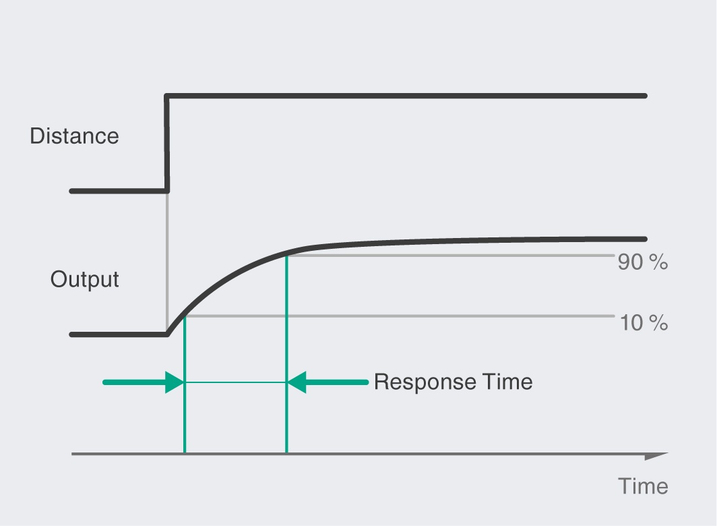 Distance
Output
90 %
10 %
Response Time
Time